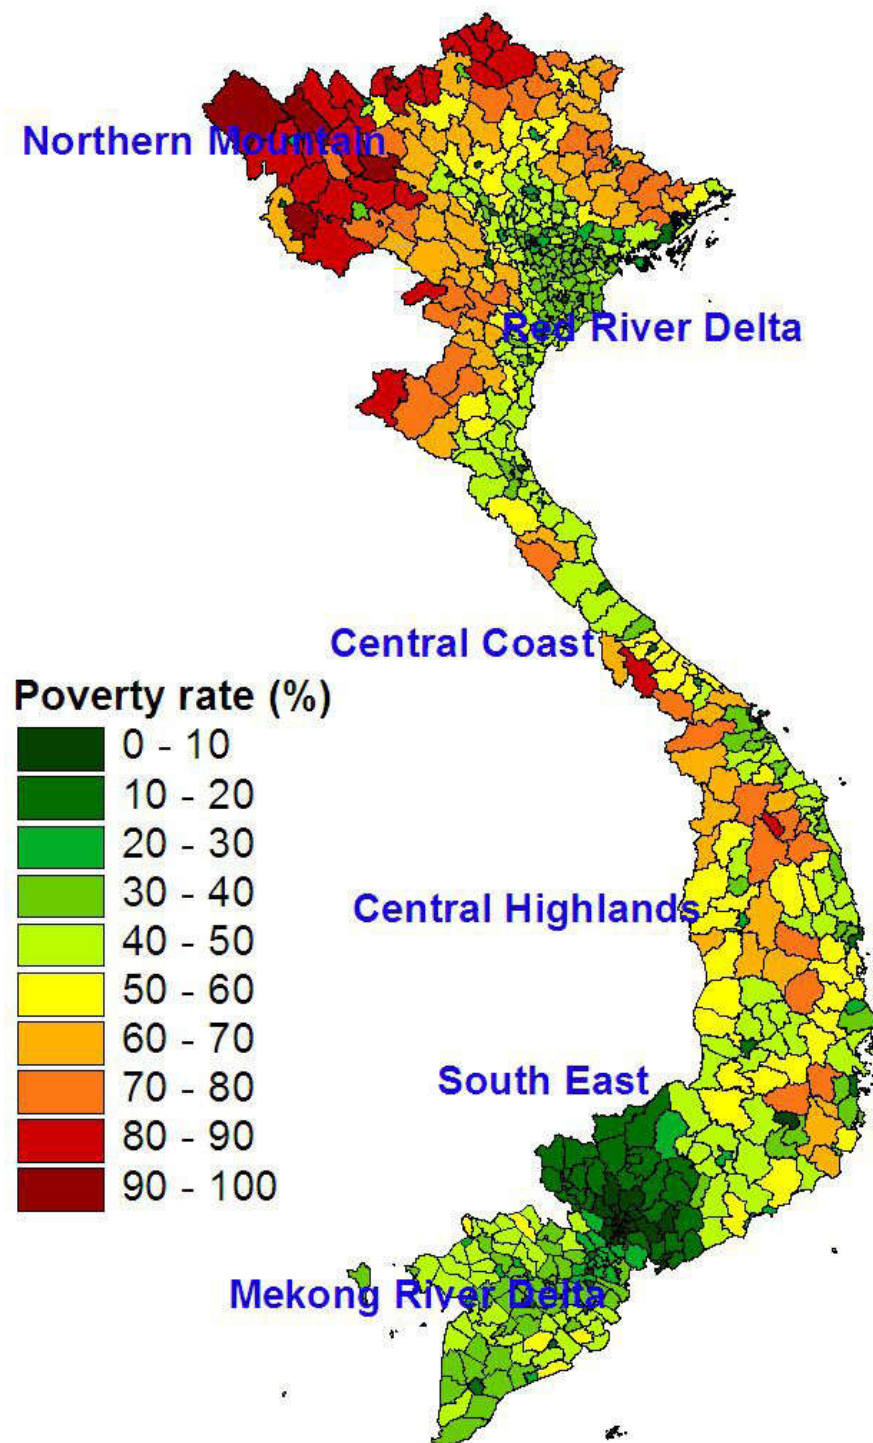 Northern Mountain
Red River Delta
Central Coast
Poverty rate (%)
0 - 10
10 - 20
20 - 30
30 - 40
40 - 50
50 - 60
60 - 70
70 - 80
80 - 90
90 - 100
Central Highlands
South East
Mekong River Delta